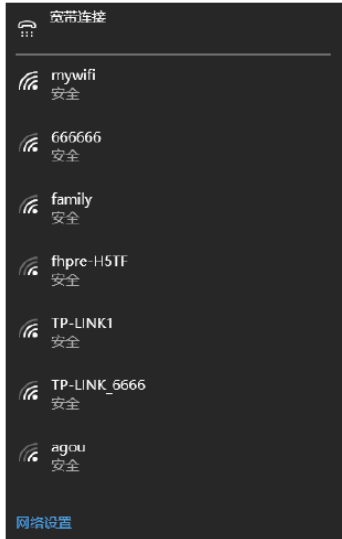 宽带连接
mywifi
安全
666666
安全
family
安全
fhpre-H5TF
安全
TP-LINK1
安全
TP-LINK_6666
安全
agou
安全
网络设置